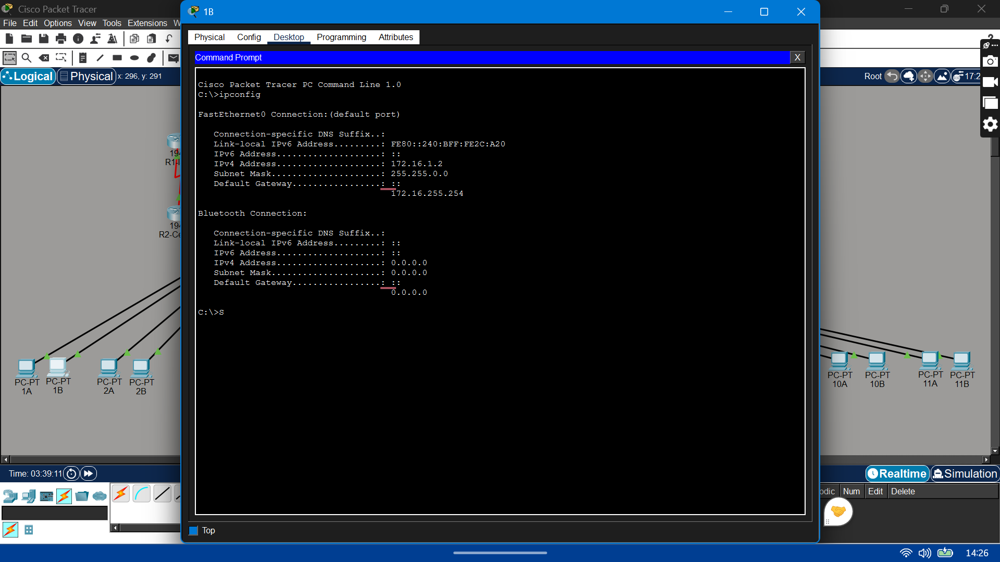 Cisco Packet Tracer
File Edit Options View Tools Extensions
Logical Physical x: 296, y: 291
Root 17:2
1B
Physical Config Desktop Programming Attributes
Command Prompt X
Cisco Packet Tracer PC Command Line 1.0
C:\>ipconfig
FastEthernet0 Connection:(default port)
Connection-specific DNS Suffix..:
Link-local IPv6 Address.........: FE80::240:BFF:FE2C:A20
IPv6 Address....................: ::
IPv4 Address....................: 172.16.1.2
Subnet Mask.....................: 255.255.0.0
Default Gateway.................: ::
172.16.255.254
Bluetooth Connection:
Connection-specific DNS Suffix..:
Link-local IPv6 Address.........: ::
IPv6 Address....................: ::
IPv4 Address....................: 0.0.0.0
Subnet Mask.....................: 0.0.0.0
Default Gateway.................: ::
0.0.0.0
C:\>S
Top
194
R1-I
194
R2-Ce
PC-PT
1A
PC-PT
1B
PC-PT
2A
PC-PT
2B
PC-PT
10A
PC-PT
10B
PC-PT
11A
PC-PT
11B
Time: 03:39:11
Realtime Simulation
odic Num Edit Delete
14:26